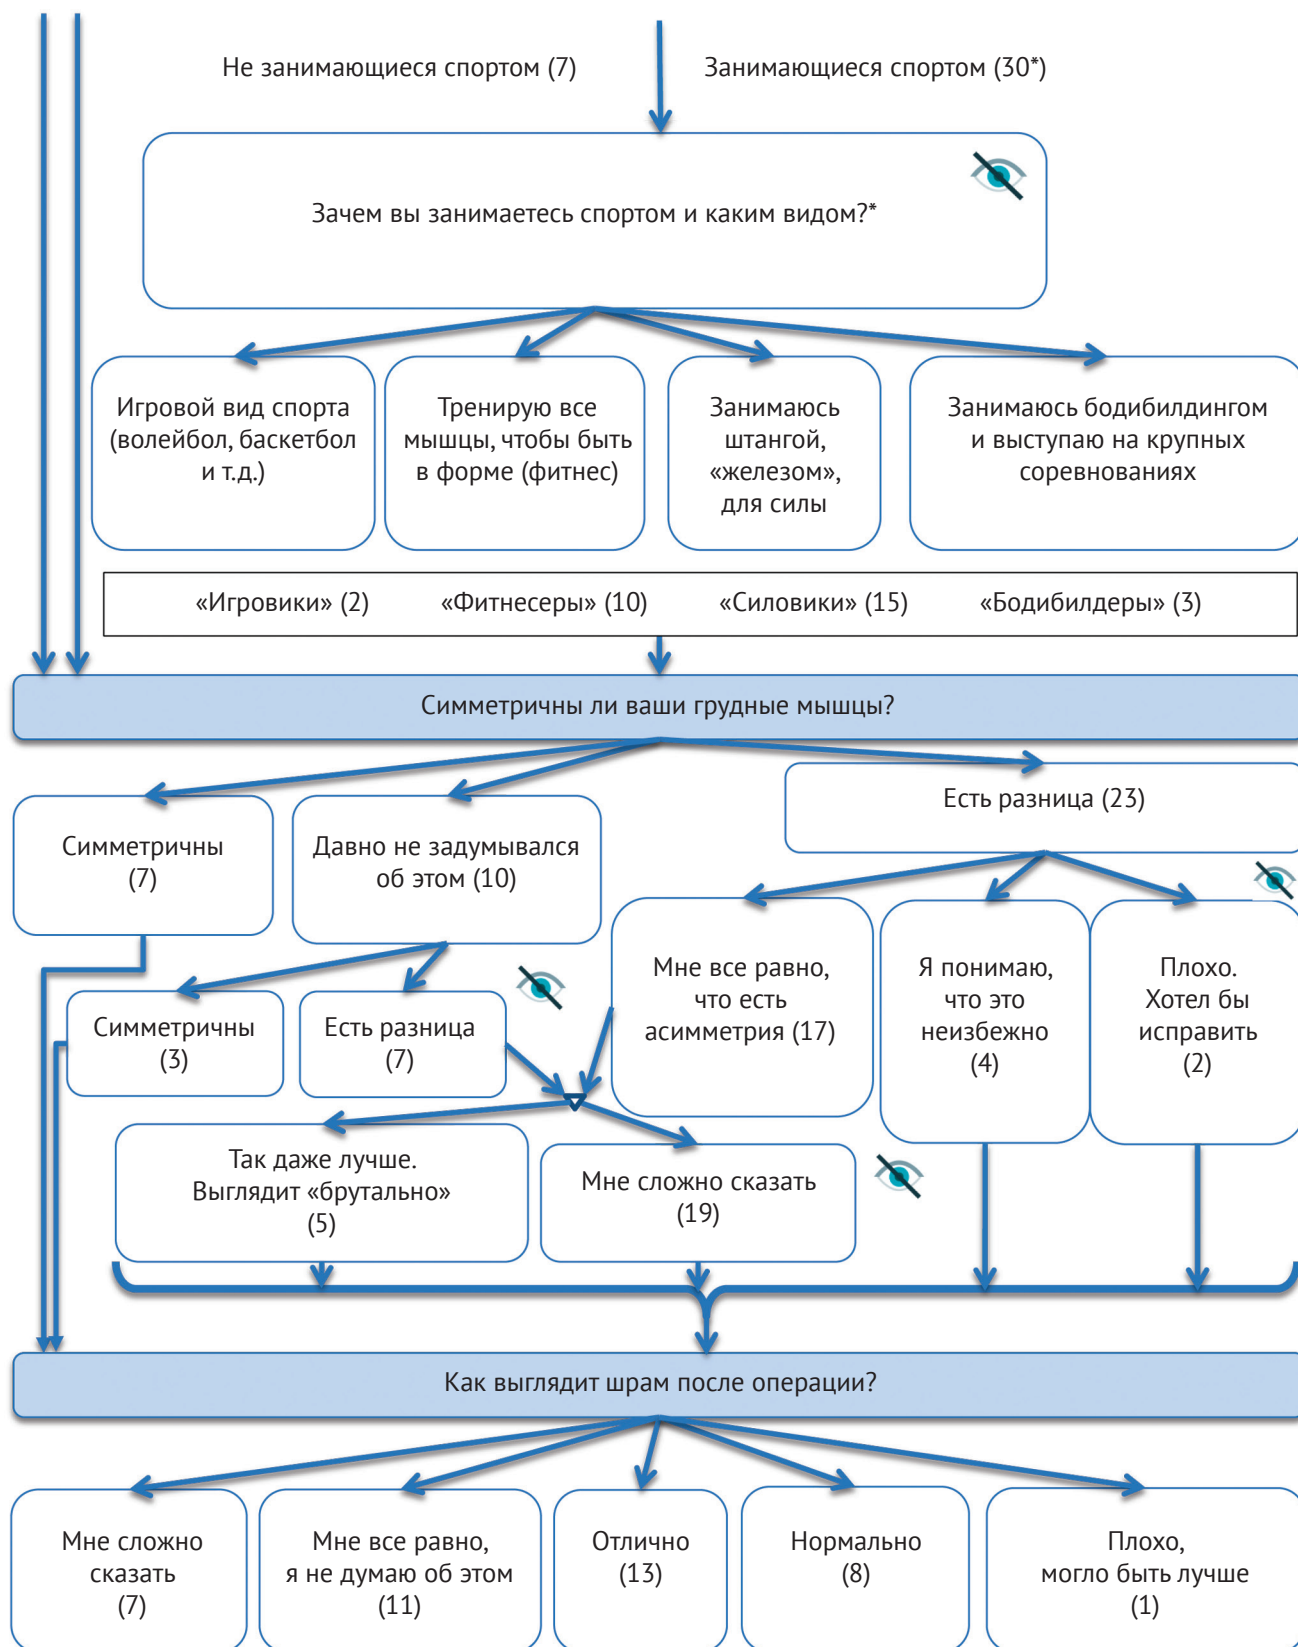 Не занимающиеся спортом (7)
Занимающиеся спортом (30*)
Зачем вы занимаетесь спортом и каким видом?*
Игровой вид спорта
(волейбол, баскетбол
и т.д.)
Тренирую все
мышцы, чтобы быть
в форме (фитнес)
Занимаюсь
штангой,
«железом»,
для силы
Занимаюсь бодибилдингом
и выступаю на крупных
соревнованиях
«Игровики» (2)
«Фитнесеры» (10)
«Силовики» (15)
«Бодибилдеры» (3)
Симметричны ли ваши грудные мышцы?
Симметричны
(7)
Давно не задумывался
об этом (10)
Есть разница (23)
Симметричны
(3)
Есть разница
(7)
Мне все равно,
что есть
асимметрия (17)
Я понимаю,
что это
неизбежно
(4)
Плохо.
Хотел бы
исправить
(2)
Так даже лучше.
Выглядит «брутально»
(5)
Мне сложно сказать
(19)
Как выглядит шрам после операции?
Мне сложно
сказать
(7)
Мне все равно,
я не думаю об этом
(11)
Отлично
(13)
Нормально
(8)
Плохо,
могло быть лучше
(1)